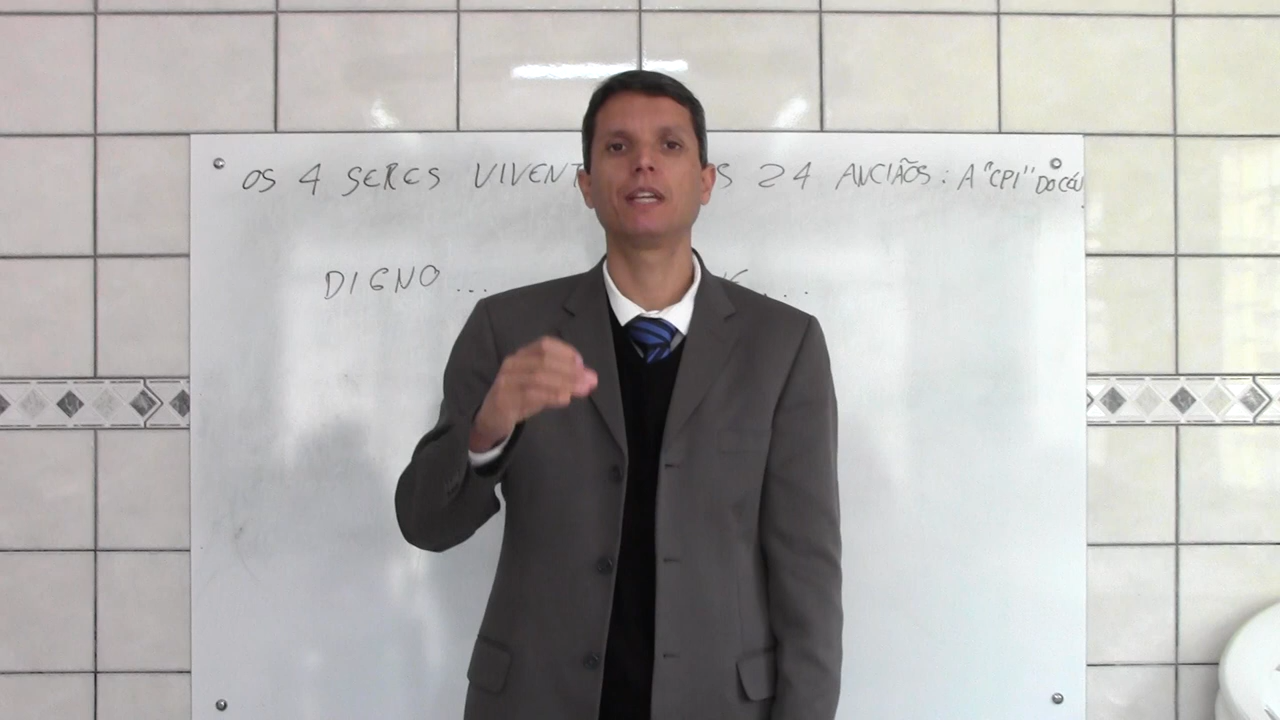 OS 4 SERES VIVENT S 24 ANCIÃOS: A "CPI" DO CÉU
DIGNO ... ...